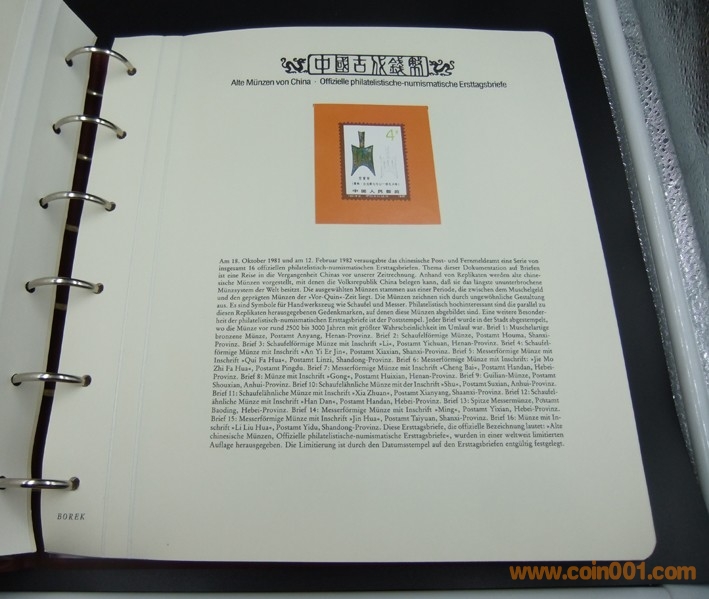 中國古代錢幣
Alte Münzen von China · Offizielle philatelistisch-numismatische Ersttagsbriefe
4分
中国人民邮政
Am 18. Oktober 1981 und am 12. Februar 1982 verausgabte das chinesische Post- und Fernmeldeamt eine Serie von
insgesamt 16 offiziellen philatelistisch-numismatischen Ersttagsbriefen. Thema dieser Dokumentation auf Briefen
ist eine Reise in die Vergangenheit Chinas vor unserer Zeitrechnung. Anhand von Replikaten werden alte chine-
sische Münzen vorgestellt, mit denen die Volksrepublik China belegen kann, daß sie das längste ununterbrochene
Münzsystem der Welt besitzt. Die ausgewählten Münzen stammen aus einer Periode, die zwischen dem Muschelgeld
und den geprägten Münzen der »Vor-Quin«-Zeit liegt. Die Münzen zeichnen sich durch ungewöhnliche Gestaltung
aus. Es sind Symbole für Handwerkszeug wie Schaufel und Messer. Philatelistisch hochinteressant sind die parallel zu
diesen Replikaten herausgegebenen Gedenkmarken, auf denen diese Münzen abgebildet sind. Eine weitere Besonder-
heit der philatelistisch-numismatischen Ersttagsbriefe ist der Poststempel. Jeder Brief wurde in der Stadt abgestempelt,
wo die Münze vor rund 2500 bis 3000 Jahren mit größter Wahrscheinlichkeit im Umlauf war. Brief 1: Muschelartige
bronzene Münze, Postamt Anyang, Henan-Provinz. Brief 2: Schaufelförmige Münze, Postamt Houma, Shanxi-
Provinz. Brief 3: Schaufelförmige Münze mit Inschrift »Li«, Postamt Yichuan, Henan-Provinz. Brief 4: Schaufel-
förmige Münze mit Inschrift »An Yi Er Jin«, Postamt Xiaxian, Shanxi-Provinz. Brief 5: Messerförmige Münze mit
Inschrift »Qui Fa Hua«, Postamt Linzi, Shandong-Provinz. Brief 6: Messerförmige Münze mit Inschrift »Jie Mo
Zhi Fa Hua«, Postamt Pingdu. Brief 7: Messerförmige Münze mit Inschrift »Cheng Bai«, Postamt Handan, Hebei-
Provinz. Brief 8: Münze mit Inschrift »Gong«, Postamt Huixian, Henan-Provinz. Brief 9: Guilian-Münze, Postamt
Shouxian, Anhui-Provinz. Brief 10: Schaufelähnliche Münze mit der Inschrift »Shu«, Postamt Suxian, Anhui-Provinz.
Brief 11: Schaufelähnliche Münze mit Inschrift »Xia Zhuan«, Postamt Xianyang, Shaanxi-Provinz. Brief 12: Schaufel-
ähnliche Münze mit Inschrift »Han Dan«, Postamt Handan, Hebei-Provinz. Brief 13: Spitze Messermünze, Postamt
Baoding, Hebei-Provinz. Brief 14: Messerförmige Münze mit Inschrift »Ming«, Postamt Yixian, Hebei-Provinz.
Brief 15: Messerförmige Münze mit Inschrift »Jin Hua«, Postamt Taiyuan, Shanxi-Provinz. Brief 16: Münze mit In-
schrift »Li Liu Hua«, Postamt Yidu, Shandong-Provinz. Diese Ersttagsbriefe, die offizielle Bezeichnung lautet: »Alte
chinesische Münzen, Offizielle philatelistisch-numismatische Ersttagsbriefe«, wurden in einer weltweit limitierten
Auflage herausgegeben. Die Limitierung ist durch den Datumsstempel auf den Ersttagsbriefen entgültig festgelegt.
BOREK
www.coin001.com